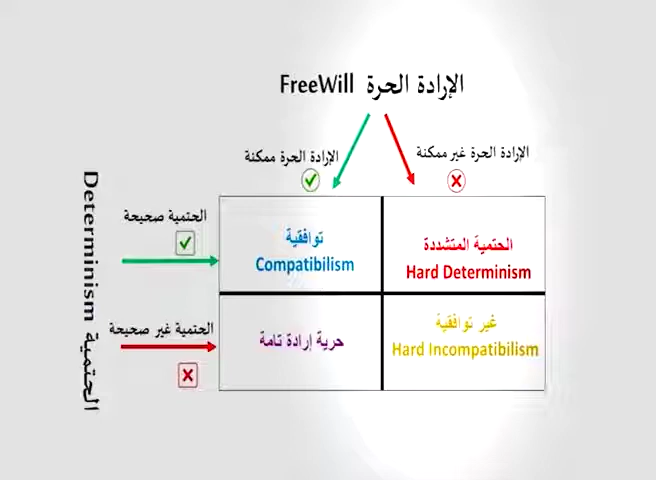 الإرادة الحرة FreeWill
الإرادة الحرة ممكنة
الإرادة الحرة غير ممكنة
الحتمية Determinism
الحتمية صحيحة
توافقية
Compatibilism
الحتمية المتشددة
Hard Determinism
الحتمية غير صحيحة
حرية إرادة تامة
غير توافقية
Hard Incompatibilism